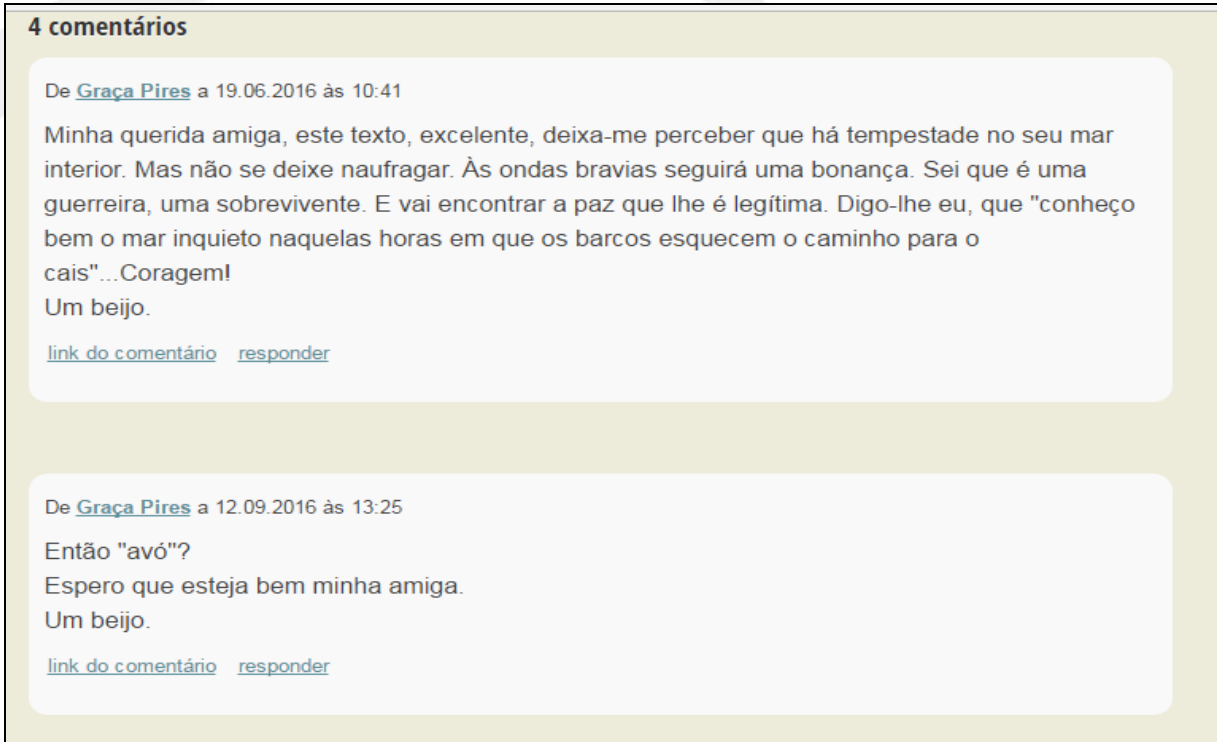 4 comentários
De Graça Pires a 19.06.2016 às 10:41
Minha querida amiga, este texto, excelente, deixa-me perceber que há tempestade no seu mar
interior. Mas não se deixe naufragar. Às ondas bravias seguirá uma bonança. Sei que é uma
guerreira, uma sobrevivente. E vai encontrar a paz que lhe é legítima. Digo-lhe eu, que "conheço
bem o mar inquieto naquelas horas em que os barcos esquecem o caminho para o
cais"...Coragem!
Um beijo.
link do comentário responder
De Graça Pires a 12.09.2016 às 13:25
Então "avó"?
Espero que esteja bem minha amiga.
Um beijo.
link do comentário responder